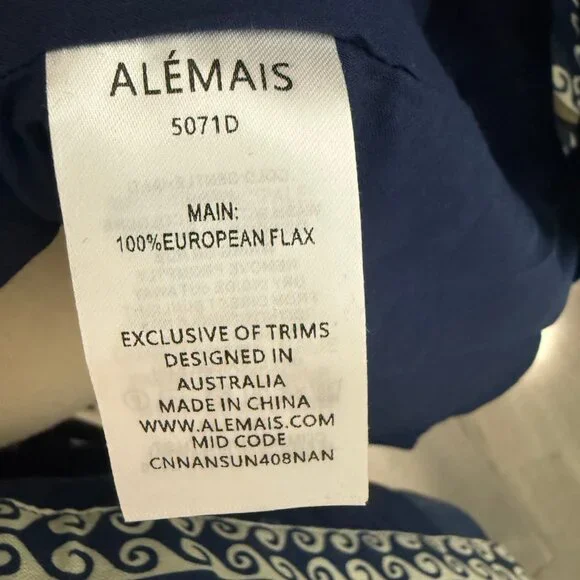 ALÉMAIS
5071D
MAIN:
100%EUROPEAN FLAX
EXCLUSIVE OF TRIMS
DESIGNED IN
AUSTRALIA
MADE IN CHINA
WWW.ALEMAIS.COM
MID CODE
CNNANSUN408NAN